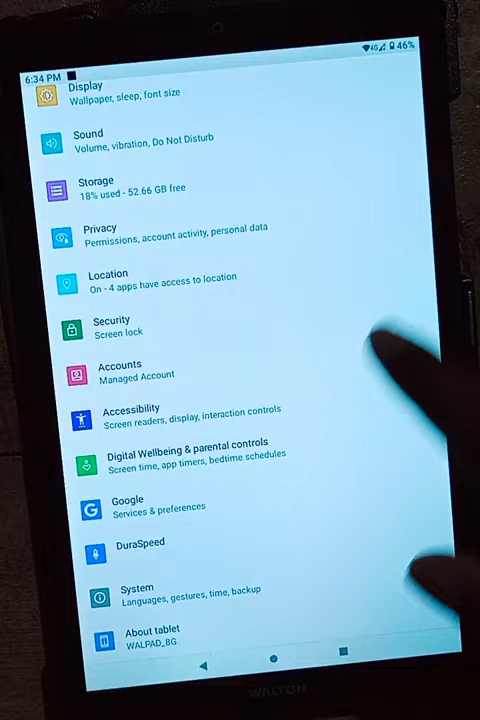 6:34 PM
4G 46%
Display
Wallpaper, sleep, font size
Sound
Volume, vibration, Do Not Disturb
Storage
18% used - 52.66 GB free
Privacy
Permissions, account activity, personal data
Location
On - 4 apps have access to location
Security
Screen lock
Accounts
Managed Account
Accessibility
Screen readers, display, interaction controls
Digital Wellbeing & parental controls
Screen time, app timers, bedtime schedules
G
Google
Services & preferences
DuraSpeed
System
Languages, gestures, time, backup
About tablet
WALPAD_8G
WALTON